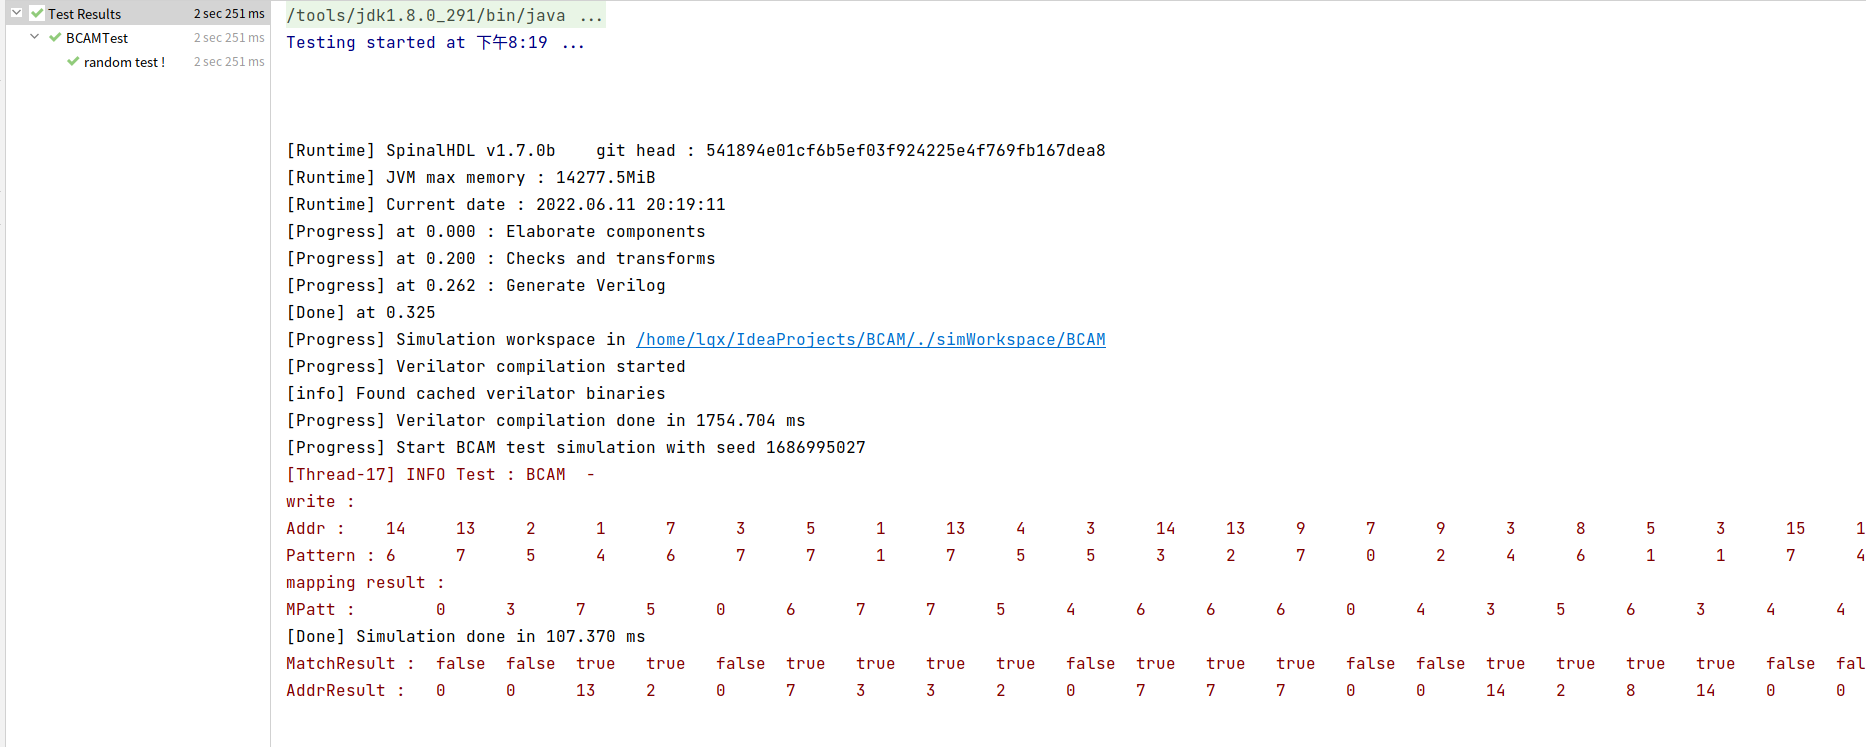 Test Results 2 sec 251 ms
BCAMTest 2 sec 251 ms
random test ! 2 sec 251 ms
/tools/jdk1.8.0_291/bin/java ...
Testing started at 下午8:19 ...
[Runtime] SpinalHDL v1.7.0b    git head : 541894e01cf6b5ef03f924225e4f769fb167dea8
[Runtime] JVM max memory : 14277.5MiB
[Runtime] Current date : 2022.06.11 20:19:11
[Progress] at 0.000 : Elaborate components
[Progress] at 0.200 : Checks and transforms
[Progress] at 0.262 : Generate Verilog
[Done] at 0.325
[Progress] Simulation workspace in /home/lqx/IdeaProjects/BCAM/./simWorkspace/BCAM
[Progress] Verilator compilation started
[info] Found cached verilator binaries
[Progress] Verilator compilation done in 1754.704 ms
[Progress] Start BCAM test simulation with seed 1686995027
[Thread-17] INFO Test : BCAM  -
write :
Addr :    14     13     2      1      7      3      5      1      13     4      3      14     13     9      7      9      3      8      5      3      15     1
Pattern : 6      7      5      4      6      7      7      1      7      5      5      3      2      7      0      2      4      6      1      1      7      4
mapping result :
MPatt :        0      3      7      5      0      6      7      7      5      4      6      6      6      0      4      3      5      6      3      4      4
[Done] Simulation done in 107.370 ms
MatchResult :  false  false  true   true   false  true   true   true   true   false  true   true   true   false  false  true   true   true   true   false  fal
AddrResult :   0      0      13     2      0      7      3      3      2      0      7      7      7      0      0      14     2      8      14     0      0